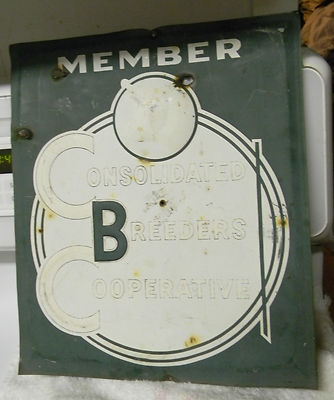 MEMBER
CONSOLIDATED
BREEDERS
COOPERATIVE